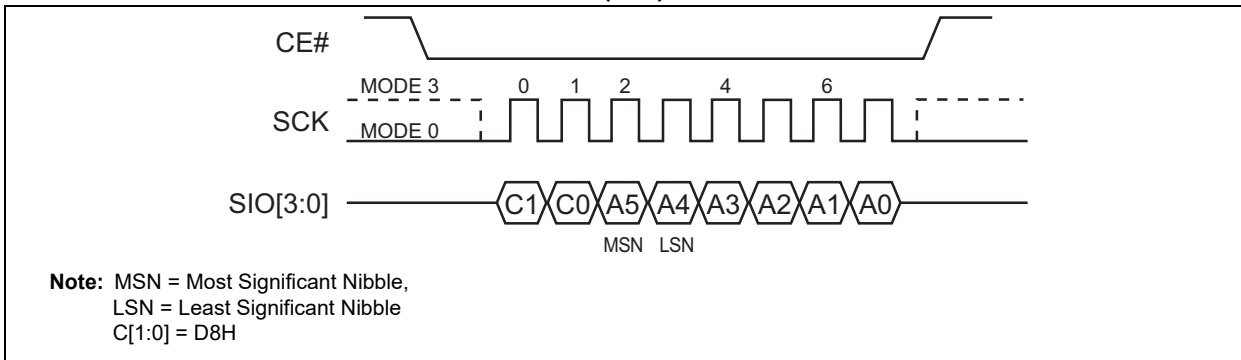 CE#
MODE 3 0 1 2 4 6
SCK
MODE 0
SIO[3:0] C1 C0 A5 A4 A3 A2 A1 A0
MSN LSN
Note: MSN = Most Significant Nibble,
LSN = Least Significant Nibble
C[1:0] = D8H